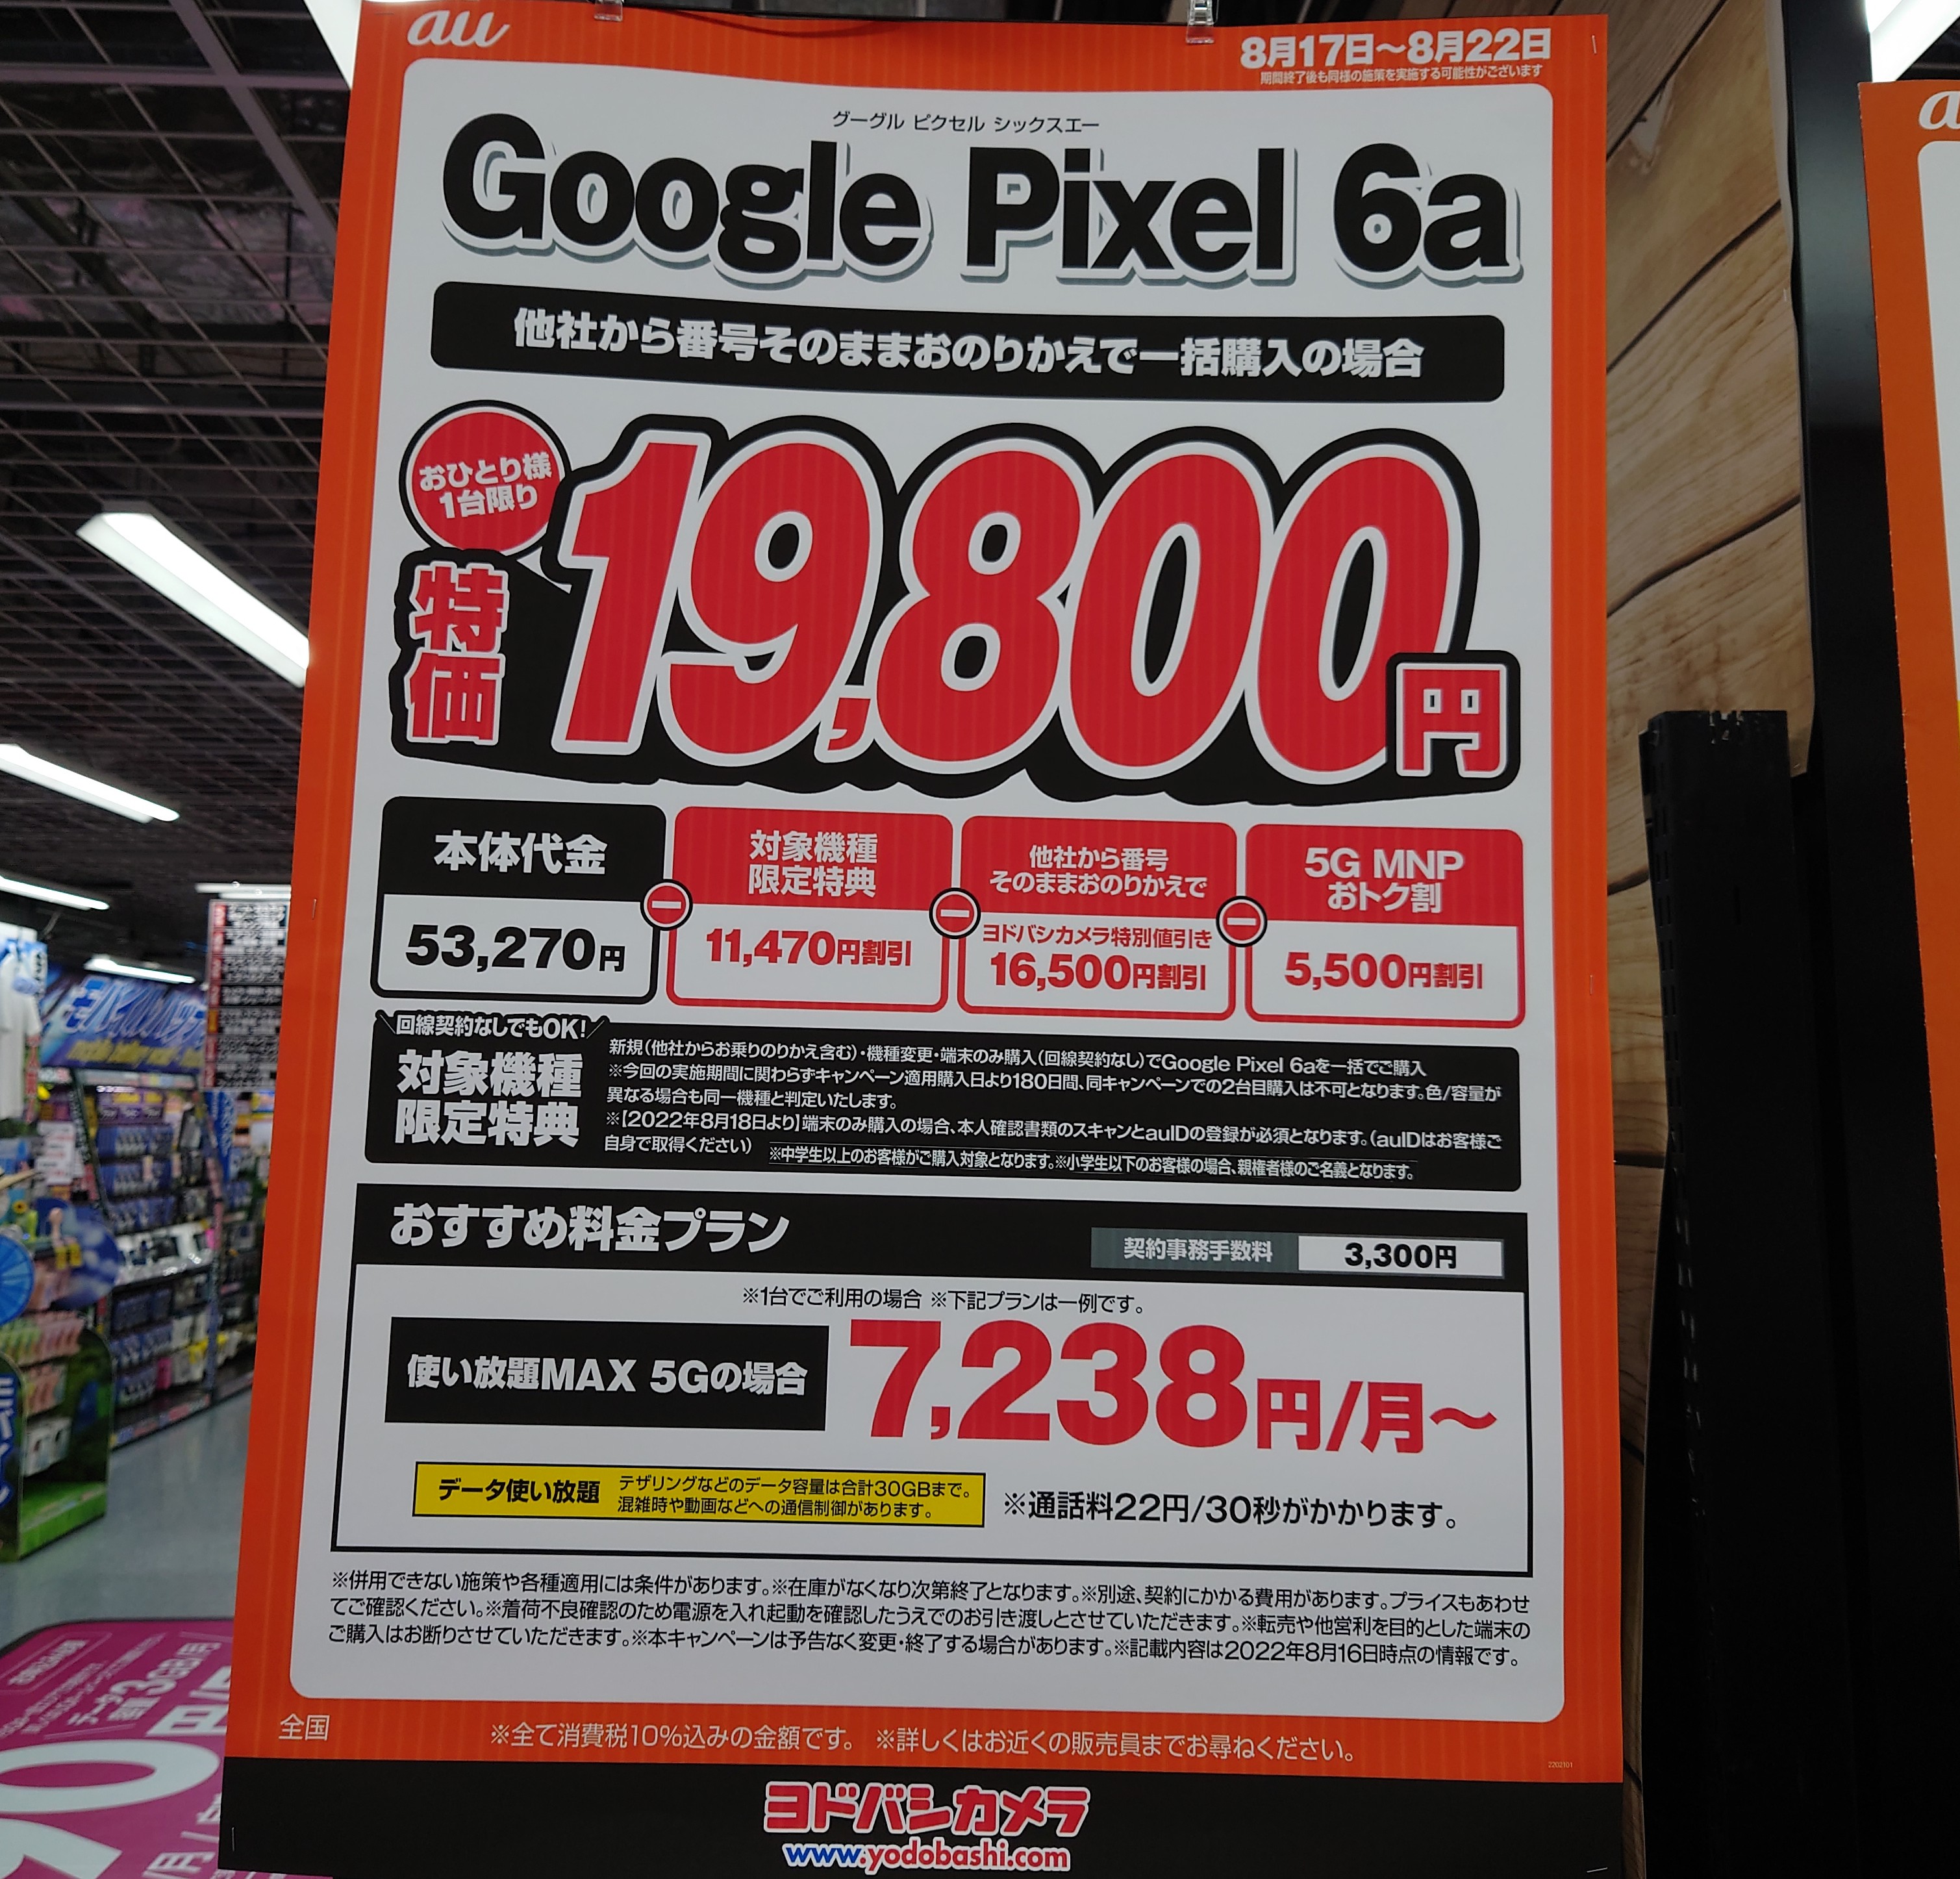 au
8月17日～8月22日
期間終了後も同様の施策を実施する可能性がございます
グーグル ピクセル シックスエー
Google Pixel 6a
他社から番号そのままおのりかえで一括購入の場合
おひとり様
1台限り
特価
19,800円
本体代金
53,270円
対象機種
限定特典
11,470円割引
他社から番号
そのままおのりかえで
ヨドバシカメラ特別値引き
16,500円割引
5G MNP
おトク割
5,500円割引
回線契約なしでもOK!
対象機種
限定特典
新規(他社からお乗りのりかえ含む)・機種変更・端末のみ購入(回線契約なし)でGoogle Pixel 6aを一括でご購入
※今回の実施期間に関わらずキャンペーン適用購入日より180日間、同キャンペーンでの2台目購入は不可となります。色/容量が
異なる場合も同一機種と判定いたします。
※【2022年8月18日より】端末のみ購入の場合、本人確認書類のスキャンとauIDの登録が必須となります。(auIDはお客様ご
自身で取得ください) ※中学生以上のお客様がご購入対象となります。※小学生以下のお客様の場合、親権者様のご名義となります。
おすすめ料金プラン
契約事務手数料 3,300円
※1台でご利用の場合 ※下記プランは一例です。
使い放題MAX 5Gの場合
7,238円/月～
データ使い放題
テザリングなどのデータ容量は合計30GBまで。
混雑時や動画などへの通信制御があります。
※通話料22円/30秒がかかります。
※併用できない施策や各種適用には条件があります。※在庫がなくなり次第終了となります。※別途、契約にかかる費用があります。プライスもあわせ
てご確認ください。※着荷不良確認のため電源を入れ起動を確認したうえでのお引き渡しとさせていただきます。※転売や他営利を目的とした端末の
ご購入はお断りさせていただきます。※本キャンペーンは予告なく変更・終了する場合があります。※記載内容は2022年8月16日時点の情報です。
全国
※全て消費税10%込みの金額です。 ※詳しくはお近くの販売員までお尋ねください。
2202101
ヨドバシカメラ
www.yodobashi.com